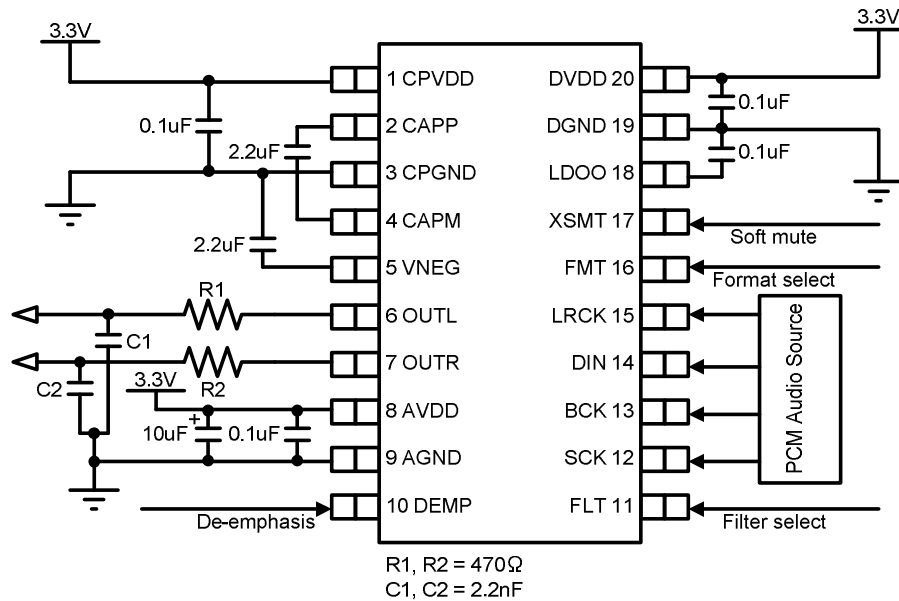 3.3V
3.3V
1 CPVDD
DVDD 20
0.1uF
0.1uF
2 CAPP
DGND 19
2.2uF
0.1uF
3 CPGND
LDOO 18
4 CAPM
XSMT 17
Soft mute
2.2uF
5 VNEG
FMT 16
Format select
R1
6 OUTL
LRCK 15
C1
7 OUTR
DIN 14
R2
C2
3.3V
8 AVDD
BCK 13
10uF
+
0.1uF
9 AGND
SCK 12
PCM Audio Source
10 DEMP
FLT 11
De-emphasis
Filter select
R1, R2 = 470Ω
C1, C2 = 2.2nF